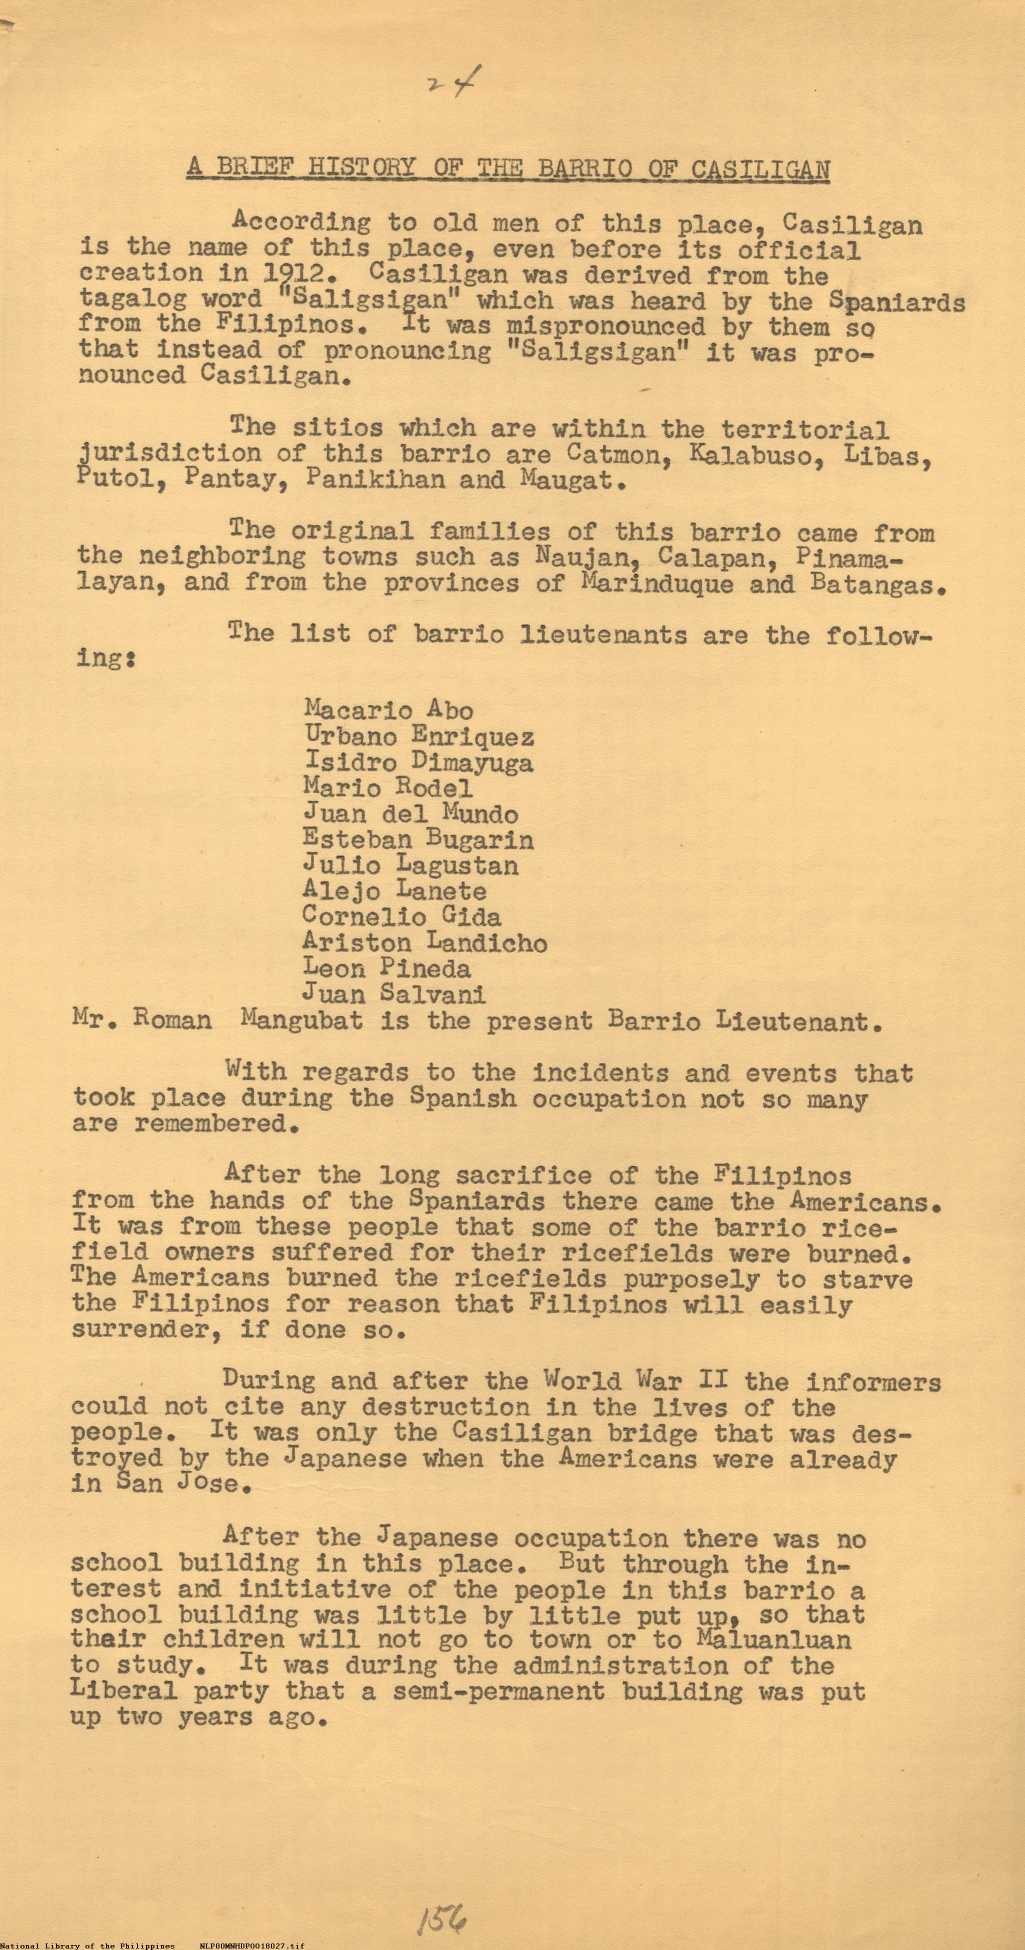 24
A BRIEF HISTORY OF THE BARRIO OF CASILIGAN
According to old men of this place, Casiligan
is the name of this place, even before its official
creation in 1912. Casiligan was derived from the
tagalog word "Saligsigan" which was heard by the Spaniards
from the Filipinos. It was mispronounced by them so
that instead of pronouncing "Saligsigan" it was pro-
nounced Casiligan.
The sitios which are within the territorial
jurisdiction of this barrio are Catmon, Kalabuso, Libas,
Putol, Pantay, Panikihan and Maugat.
The original families of this barrio came from
the neighboring towns such as Naujan, Calapan, Pinama-
layan, and from the provinces of Marinduque and Batangas.
The list of barrio lieutenants are the follow-
ing:
Macario Abo
Urbano Enriquez
Isidro Dimayuga
Mario Rodel
Juan del Mundo
Esteban Bugarin
Julio Lagustan
Alejo Lanete
Cornelio Gida
Ariston Landicho
Leon Pineda
Juan Salvani
Mr. Roman Mangubat is the present Barrio Lieutenant.
With regards to the incidents and events that
took place during the Spanish occupation not so many
are remembered.
After the long sacrifice of the Filipinos
from the hands of the Spaniards there came the Americans.
It was from these people that some of the barrio rice-
field owners suffered for their ricefields were burned.
The Americans burned the ricefields purposely to starve
the Filipinos for reason that Filipinos will easily
surrender, if done so.
During and after the World War II the informers
could not cite any destruction in the lives of the
people. It was only the Casiligan bridge that was des-
troyed by the Japanese when the Americans were already
in San Jose.
After the Japanese occupation there was no
school building in this place. But through the in-
terest and initiative of the people in this barrio a
school building was little by little put up, so that
their children will not go to town or to Maluanluan
to study. It was during the administration of the
Liberal party that a semi-permanent building was put
up two years ago.
156
National Library of the Philippines NLP00MNHDP0018027.tif